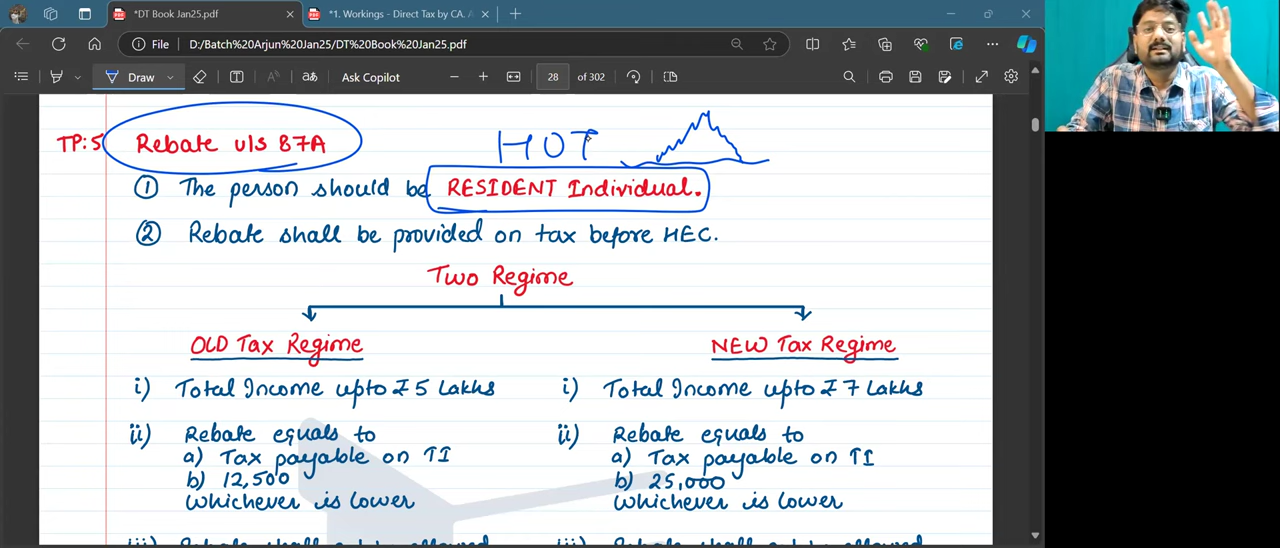 *DT Book Jan25.pdf
*1. Workings - Direct Tax by CA. A
File
D:/Batch%20Arjun%20Jan25/DT%20Book%20Jan25.pdf
Draw
aあ
Ask Copilot
28 of 302
TP:5 Rebate u/s 87A
HOT
① The person should be RESIDENT Individual.
② Rebate shall be provided on tax before HEC.
Two Regime
OLD Tax Regime
i) Total Income upto ₹ 5 Lakhs
ii) Rebate equals to
a) Tax payable on TI
b) 12,500
Whichever is lower
NEW Tax Regime
i) Total Income upto ₹ 7 Lakhs
ii) Rebate equals to
a) Tax payable on TI
b) 25,000
Whichever is lower